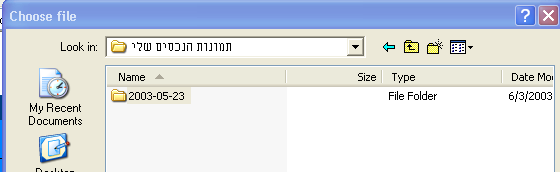 Choose file
Look in: תמונות הנכסים שלי
Name Size Type Date Mo
2003-05-23 File Folder 6/3/2003
My Recent
Documents
Desktop